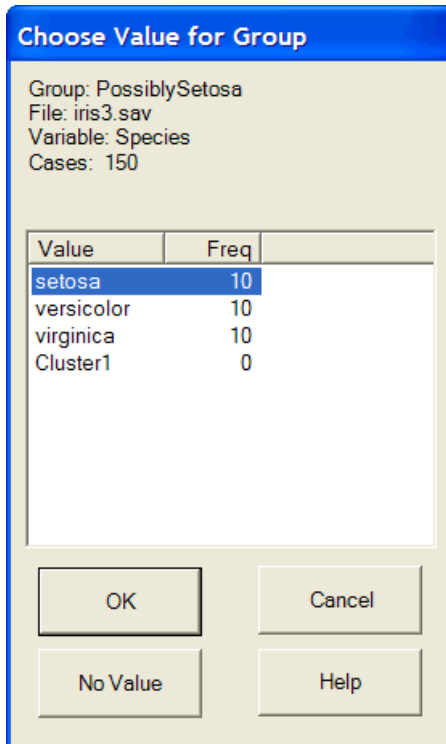 Choose Value for Group
Group: PossiblySetosa
File: iris3.sav
Variable: Species
Cases: 150
Value Freq
setosa 10
versicolor 10
virginica 10
Cluster1 0
OK Cancel
No Value Help